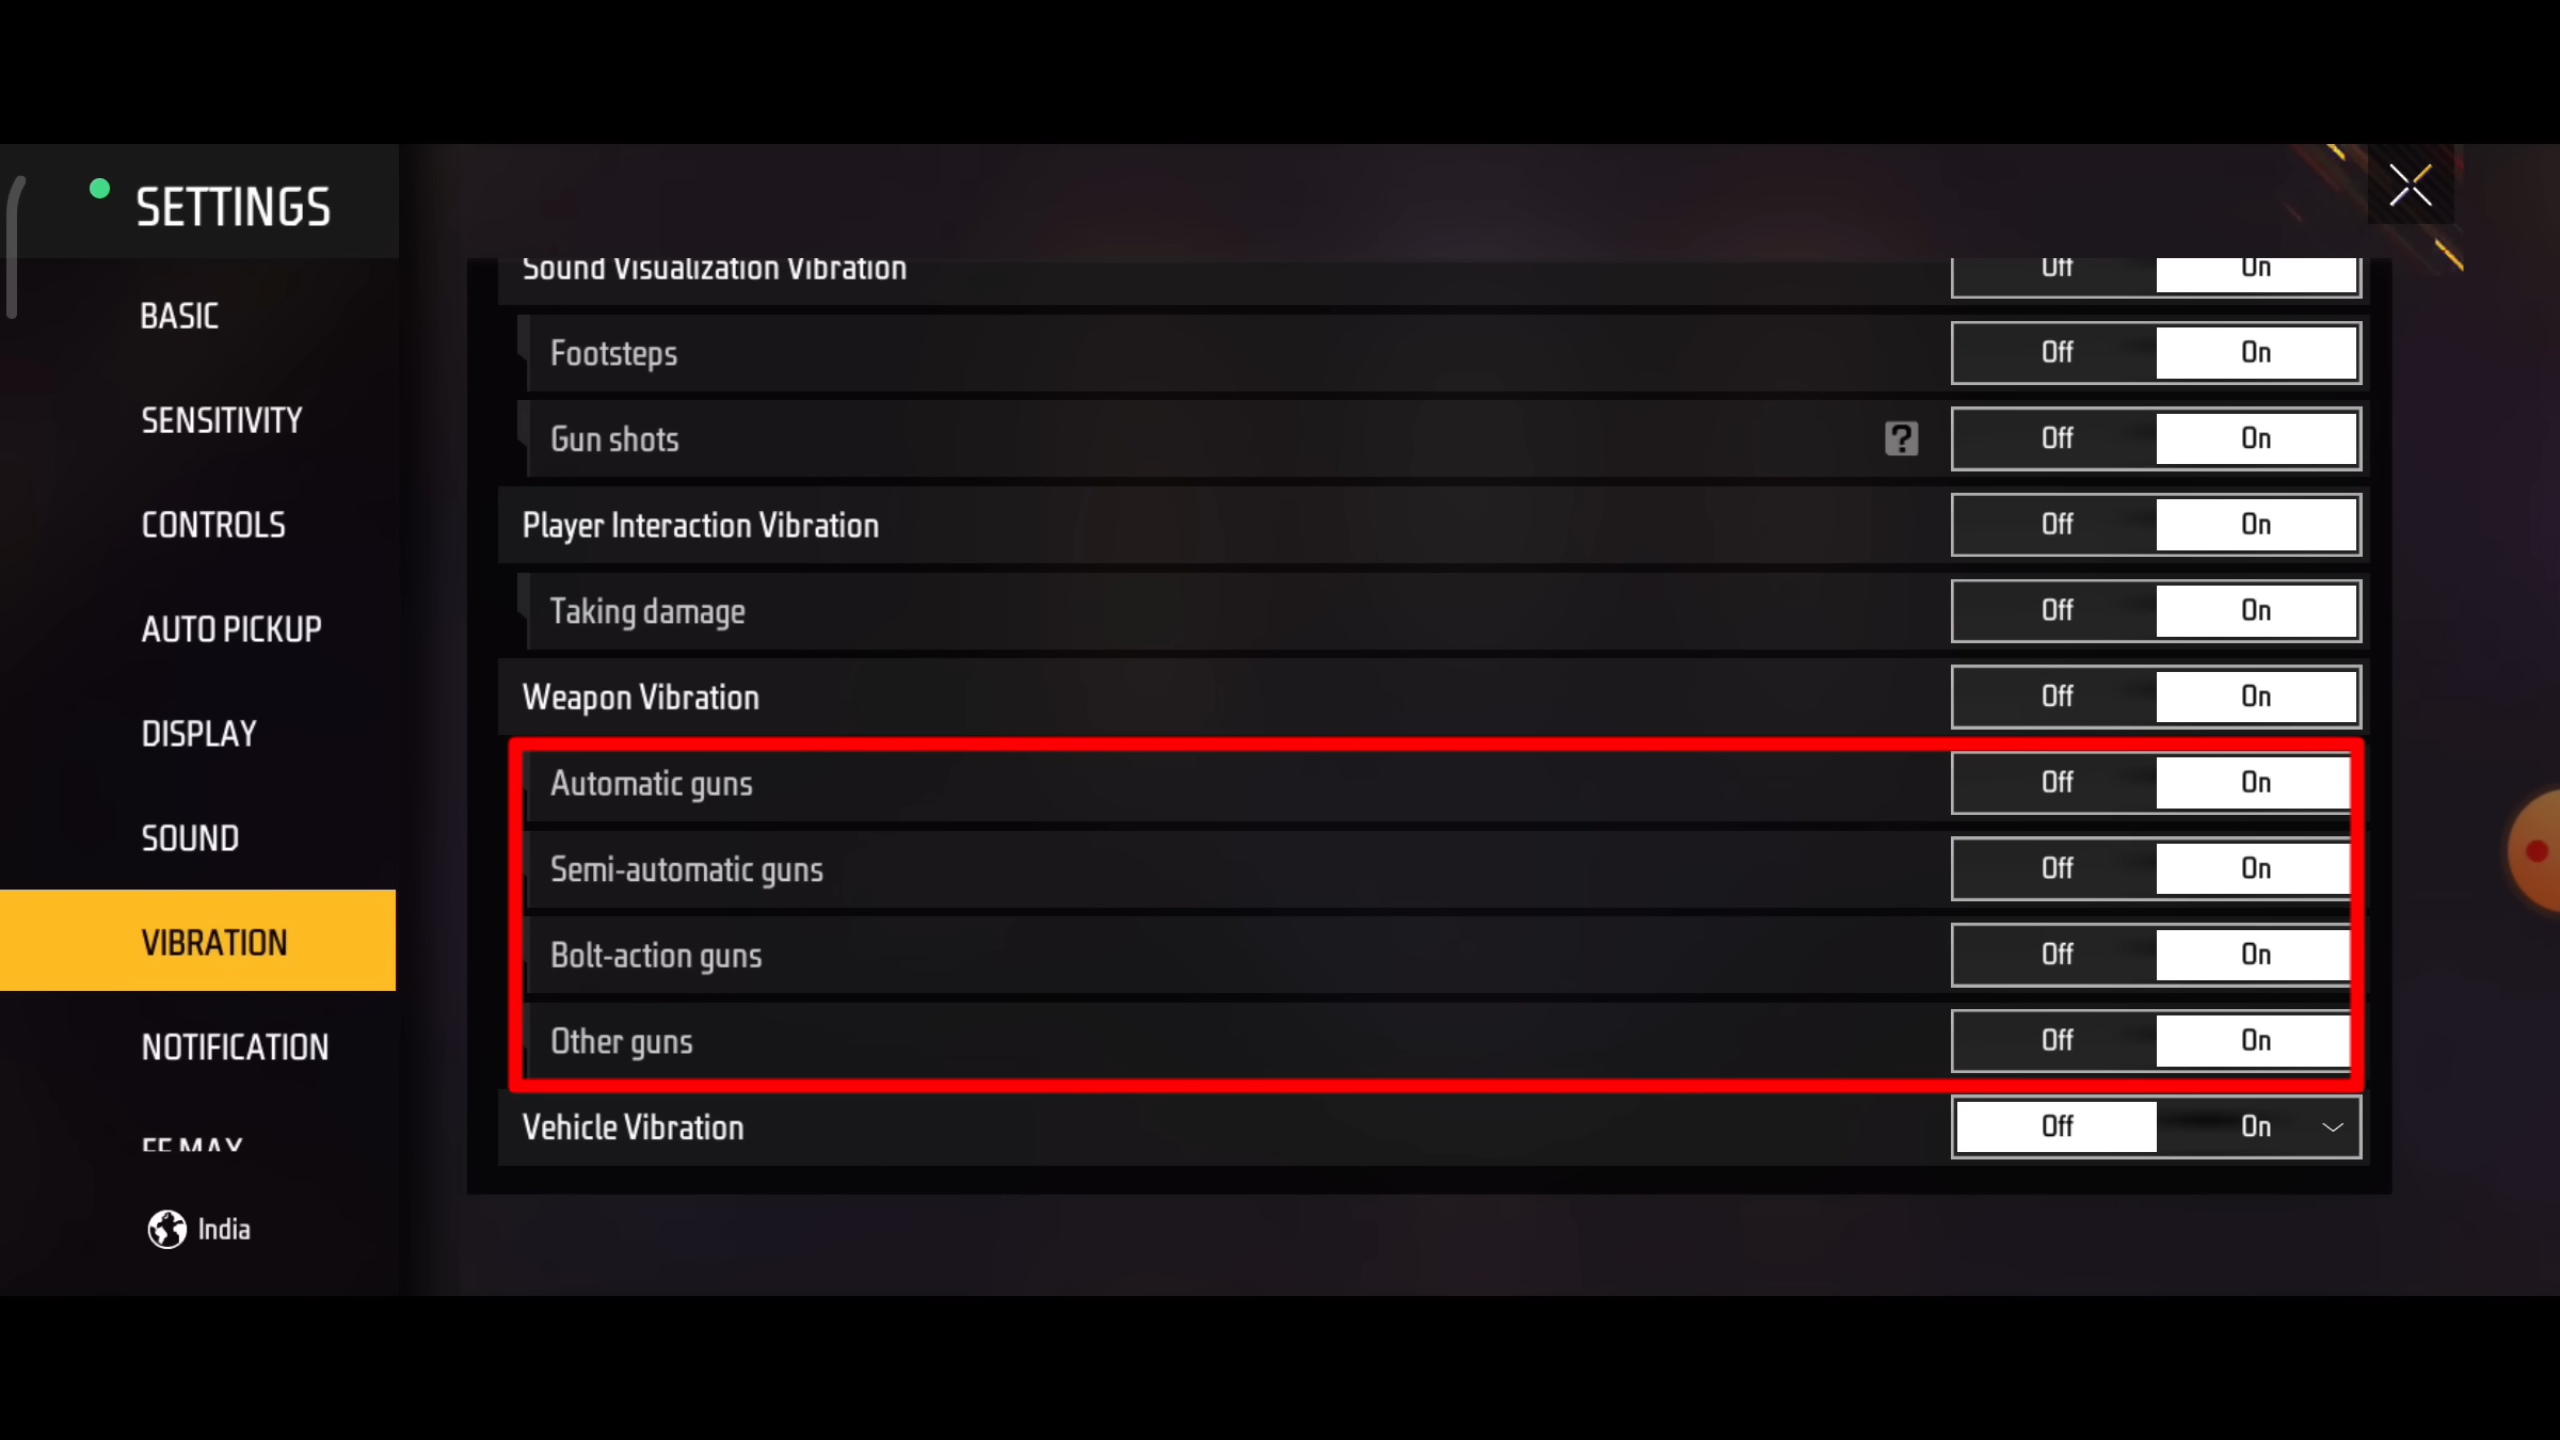 SETTINGS
BASIC
SENSITIVITY
CONTROLS
AUTO PICKUP
DISPLAY
SOUND
VIBRATION
NOTIFICATION
FF MAX
India
Sound Visualization Vibration Off On
Footsteps Off On
Gun shots ? Off On
Player Interaction Vibration Off On
Taking damage Off On
Weapon Vibration Off On
Automatic guns Off On
Semi-automatic guns Off On
Bolt-action guns Off On
Other guns Off On
Vehicle Vibration Off On